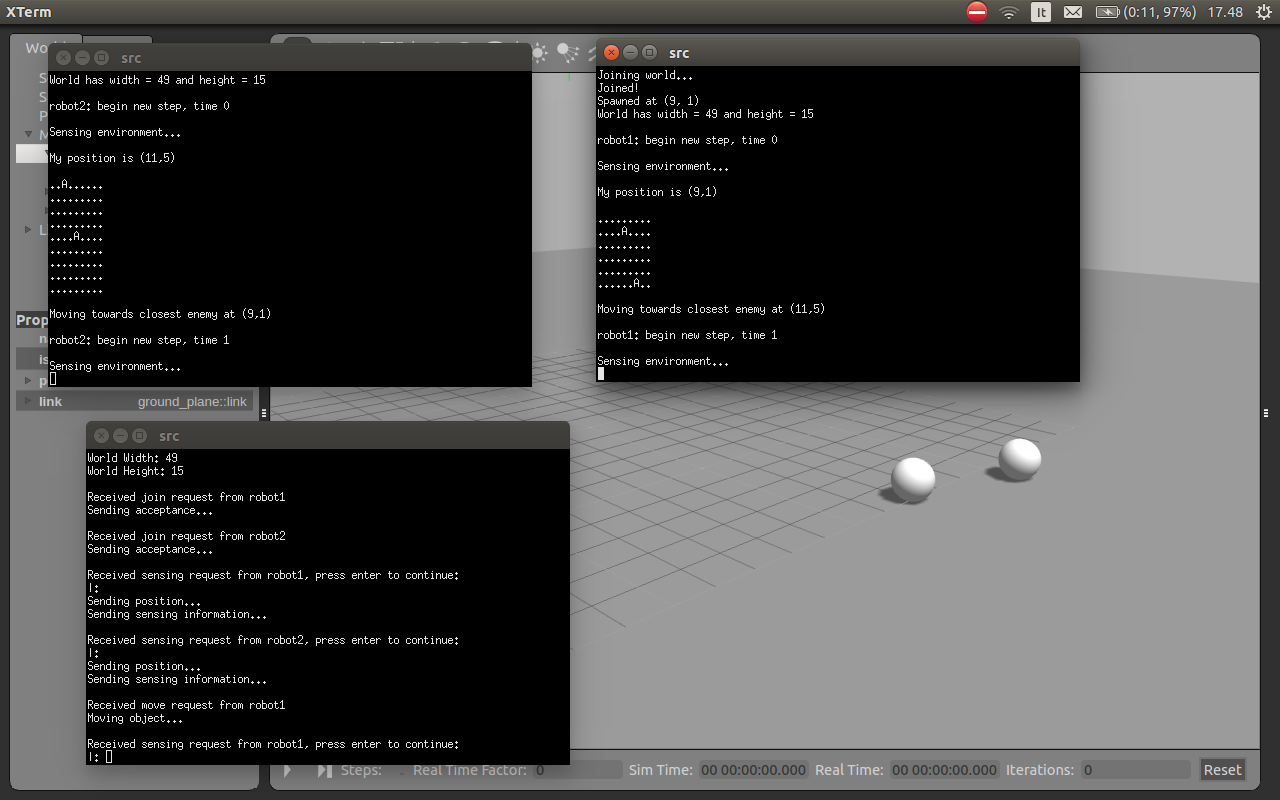 XTerm
It
(0:11, 97%)
17.48
Wo
src
World has width = 49 and height = 15
robot2: begin new step, time 0
Sensing environment...
My position is (11,5)
..A......
.........
.........
.........
....A....
.........
.........
.........
.........
Moving towards closest enemy at (9,1)
robot2: begin new step, time 1
Sensing environment...
src
Joining world...
Joined!
Spawned at (9, 1)
World has width = 49 and height = 15
robot1: begin new step, time 0
Sensing environment...
My position is (9,1)
.........
....A....
.........
.........
.........
......A..
Moving towards closest enemy at (11,5)
robot1: begin new step, time 1
Sensing environment...
S
S
P
M
L
Prop
n
is
p
link
ground_plane::link
src
World Width: 49
World Height: 15
Received join request from robot1
Sending acceptance...
Received join request from robot2
Sending acceptance...
Received sensing request from robot1, press enter to continue:
|:
Sending position...
Sending sensing information...
Received sensing request from robot2, press enter to continue:
|:
Sending position...
Sending sensing information...
Received move request from robot1
Moving object...
Received sensing request from robot1, press enter to continue:
|:
Steps:
Real Time Factor: 0
Sim Time: 00 00:00:00.000
Real Time: 00 00:00:00.000
Iterations: 0
Reset